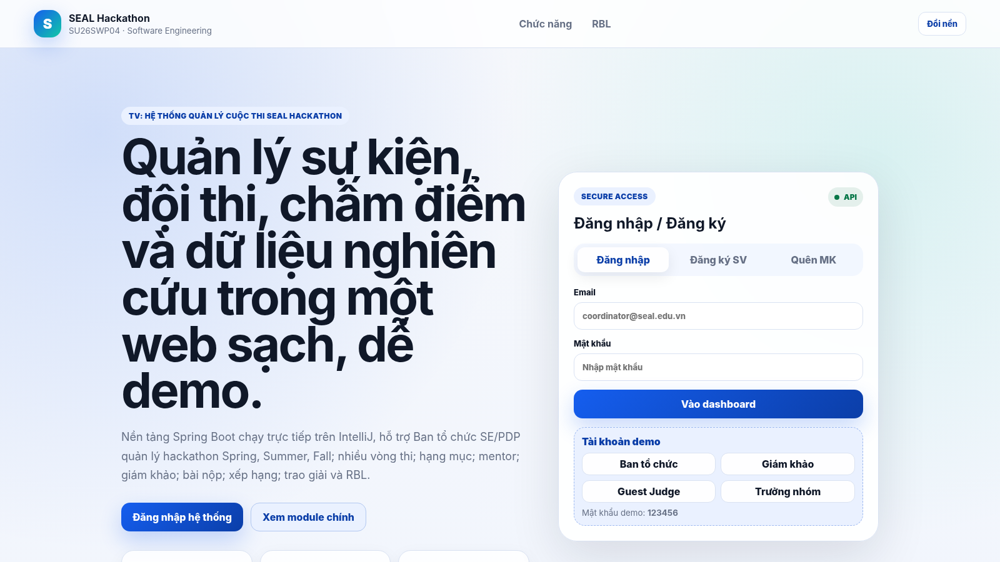 S
SEAL Hackathon
SU26SWP04 · Software Engineering
Chức năng
RBL
Đổi nền
TV: HỆ THỐNG QUẢN LÝ CUỘC THI SEAL HACKATHON
Quản lý sự kiện,
đội thi, chấm điểm
và dữ liệu nghiên
cứu trong một
web sạch, dễ
demo.
Nền tảng Spring Boot chạy trực tiếp trên IntelliJ, hỗ trợ Ban tổ chức SE/PDP
quản lý hackathon Spring, Summer, Fall; nhiều vòng thi; hạng mục; mentor;
giám khảo; bài nộp; xếp hạng; trao giải và RBL.
Đăng nhập hệ thống
Xem module chính
SECURE ACCESS
API
Đăng nhập / Đăng ký
Đăng nhập
Đăng ký SV
Quên MK
Email
coordinator@seal.edu.vn
Mật khẩu
Nhập mật khẩu
Vào dashboard
Tài khoản demo
Ban tổ chức
Giám khảo
Guest Judge
Trưởng nhóm
Mật khẩu demo: 123456